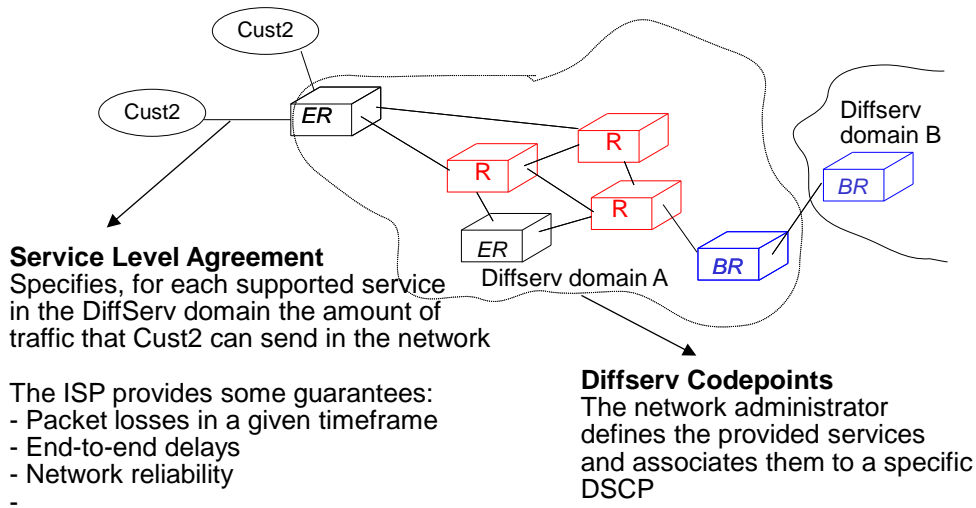 Cust2
Cust2
ER
R
R
R
ER
BR
BR
Diffserv
domain B
Diffserv domain A
Service Level Agreement
Specifies, for each supported service
in the DiffServ domain the amount of
traffic that Cust2 can send in the network
The ISP provides some guarantees:
- Packet losses in a given timeframe
- End-to-end delays
- Network reliability
-
Diffserv Codepoints
The network administrator
defines the provided services
and associates them to a specific
DSCP